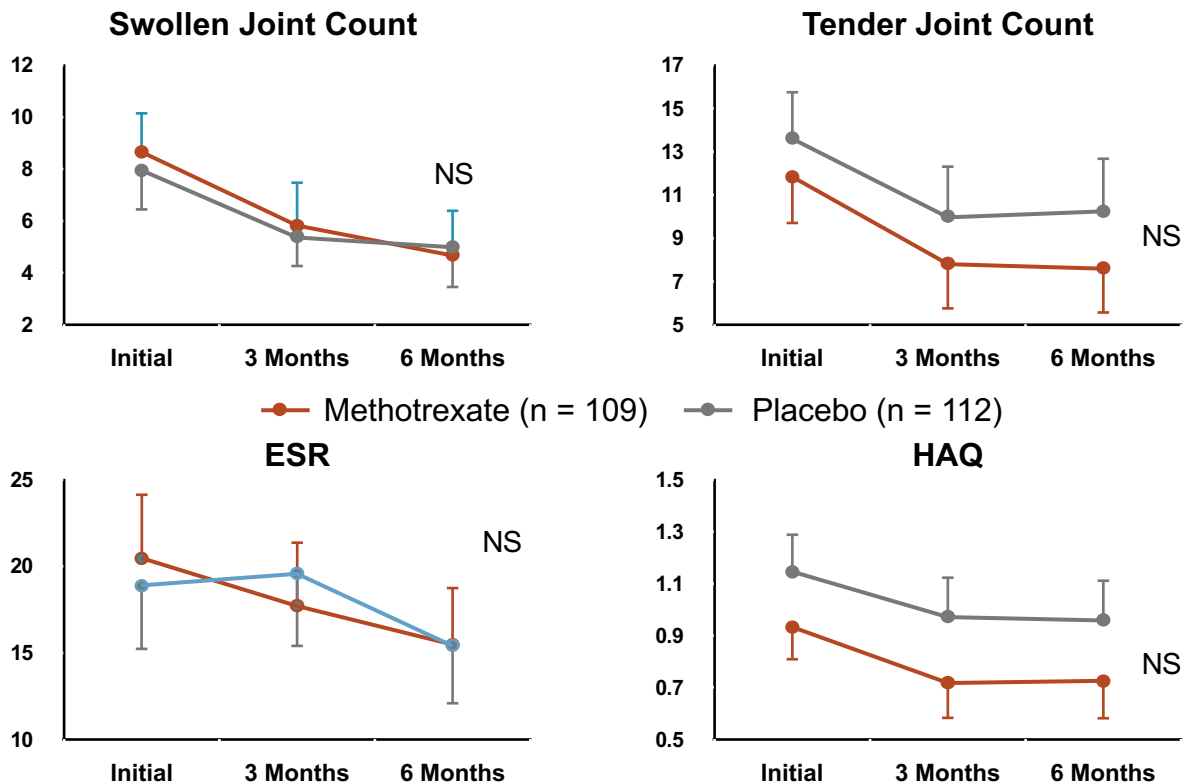 Swollen Joint Count
12
10
8
6
4
2
NS
Initial 3 Months 6 Months
Tender Joint Count
17
15
13
11
9
7
5
NS
Initial 3 Months 6 Months
Methotrexate (n = 109) Placebo (n = 112)
ESR
25
20
15
10
NS
Initial 3 Months 6 Months
HAQ
1.5
1.3
1.1
0.9
0.7
0.5
NS
Initial 3 Months 6 Months